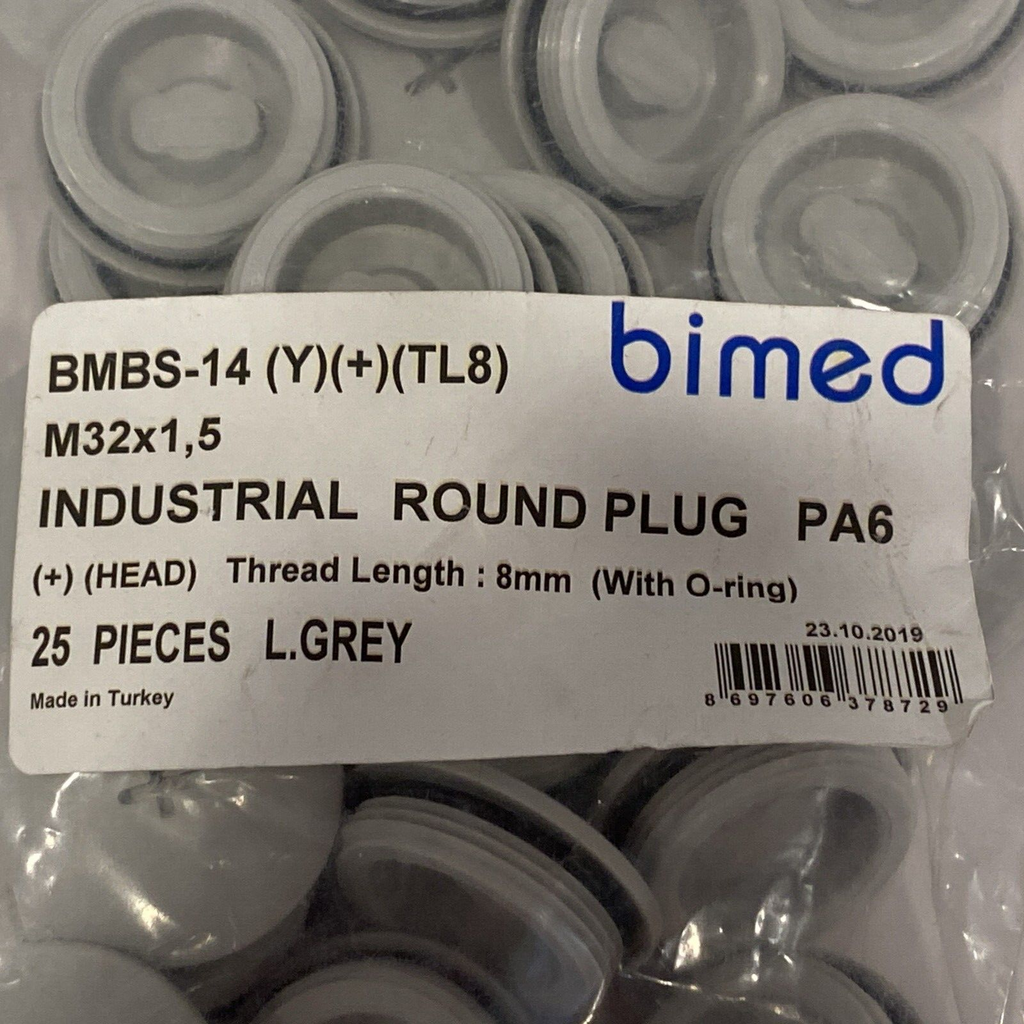 bimed
BMBS-14 (Y)(+)(TL8)
M32x1,5
INDUSTRIAL ROUND PLUG PA6
(+) (HEAD) Thread Length : 8mm (With O-ring)
25 PIECES L.GREY
23.10.2019
Made in Turkey
8 697606 378729